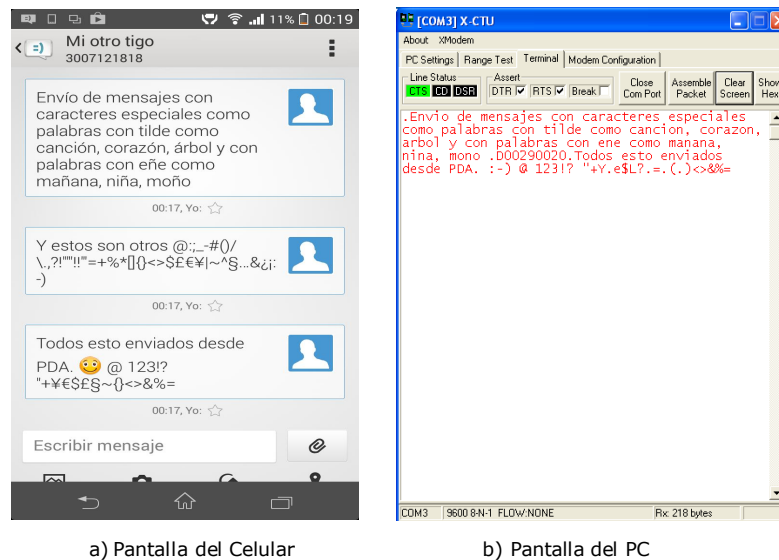 11% 00:19
Mi otro tigo
3007121818
Envío de mensajes con
caracteres especiales como
palabras con tilde como
canción, corazón, árbol y con
palabras con eñe como
mañana, niña, moño
00:17, Yo:
Y estos son otros @:;_-#()/
\.,?!"'"!!"'=+%*[]{}<>$£€¥|~^§...&¿¡:
-)
00:17, Yo:
Todos esto enviados desde
PDA. 😊 @ 123!?
"+¥€$£§~{}<>&%=
00:17, Yo:
Escribir mensaje
a) Pantalla del Celular
[COM3] X-CTU
About XModem
PC Settings Range Test Terminal Modem Configuration
Line Status Assert
CTS CD DSR DTR RTS Break
Close
Com Port
Assemble
Packet
Clear
Screen
Show
Hex
.Envio de mensajes con caracteres especiales
como palabras con tilde como cancion, corazon,
arbol y con palabras con ene como manana,
nina, mono .D00290020.Todos esto enviados
desde PDA. :-) @ 123!? "+Y.e$L?.=.(.)<>&%=
COM3 9600 8-N-1 FLOW:NONE Rx: 218 bytes
b) Pantalla del PC